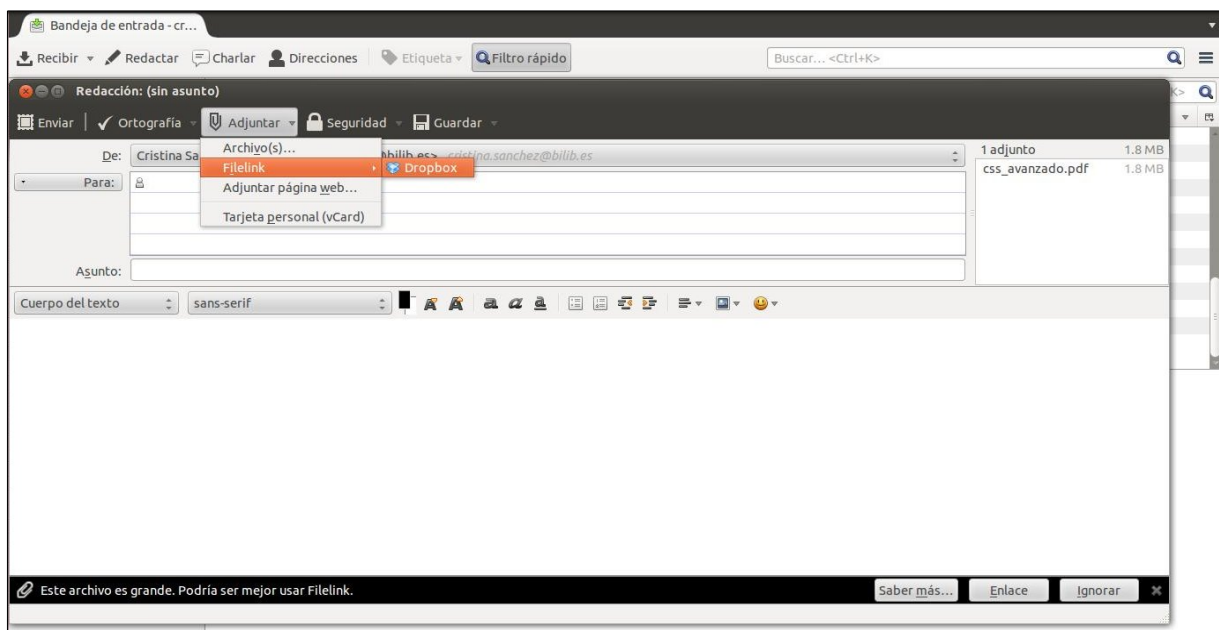 Bandeja de entrada - cr...
Recibir Redactar Charlar Direcciones Etiqueta Filtro rápido Buscar... <Ctrl+K>
Redacción: (sin asunto) K>
Enviar Ortografía Adjuntar Seguridad Guardar
De: Cristina Sa @bilib.es> cristina.sanchez@bilib.es
Archivo(s)...
Filelink Dropbox
Adjuntar página web...
Tarjeta personal (vCard)
1 adjunto 1.8 MB
css_avanzado.pdf 1.8 MB
Para:
Asunto:
Cuerpo del texto sans-serif a a a
Este archivo es grande. Podría ser mejor usar Filelink. Saber más... Enlace Ignorar